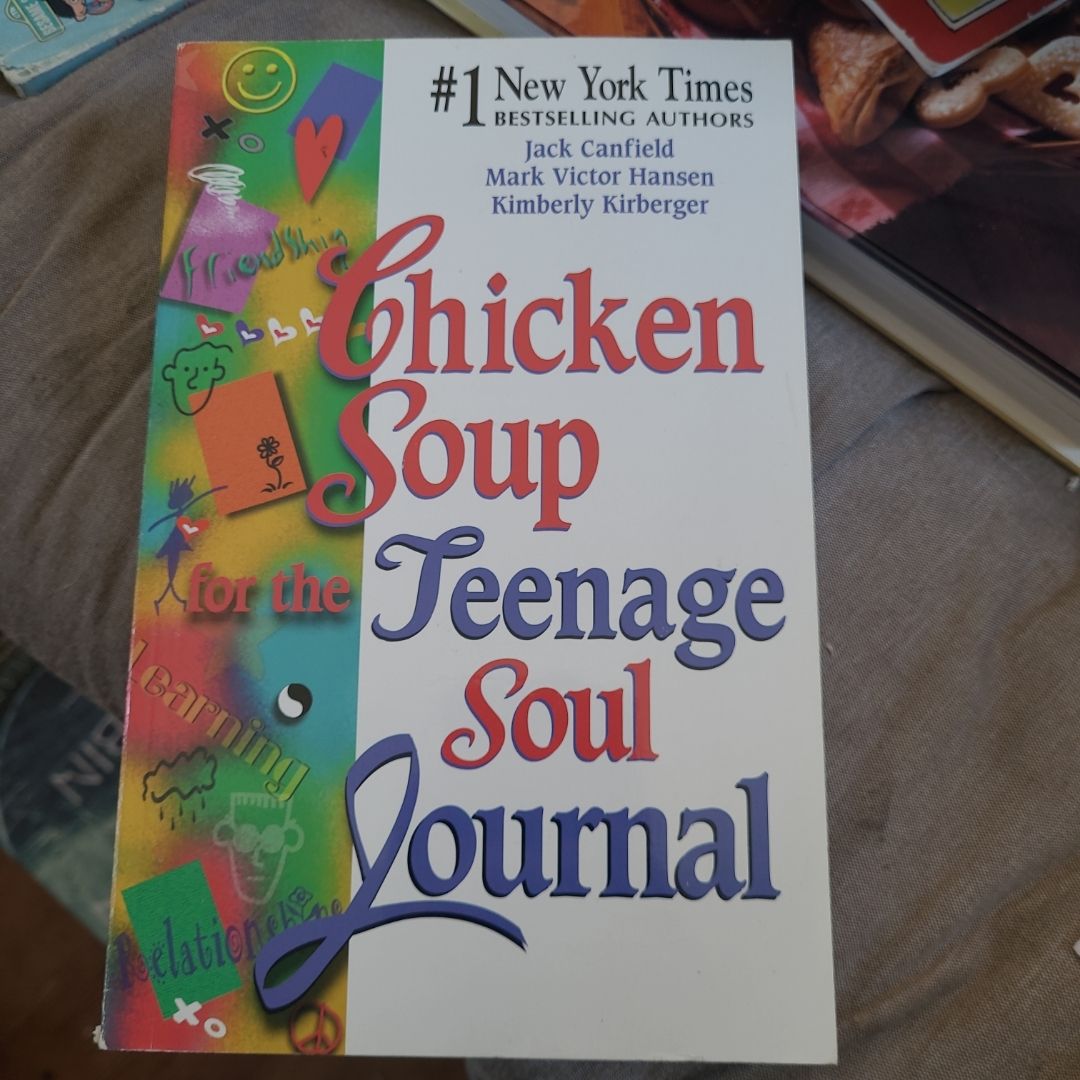 #1 New York Times
BESTSELLING AUTHORS
Jack Canfield
Mark Victor Hansen
Kimberly Kirberger
Friendship
Chicken
Soup
for the Teenage
Soul
Journal
Learning
Relationships